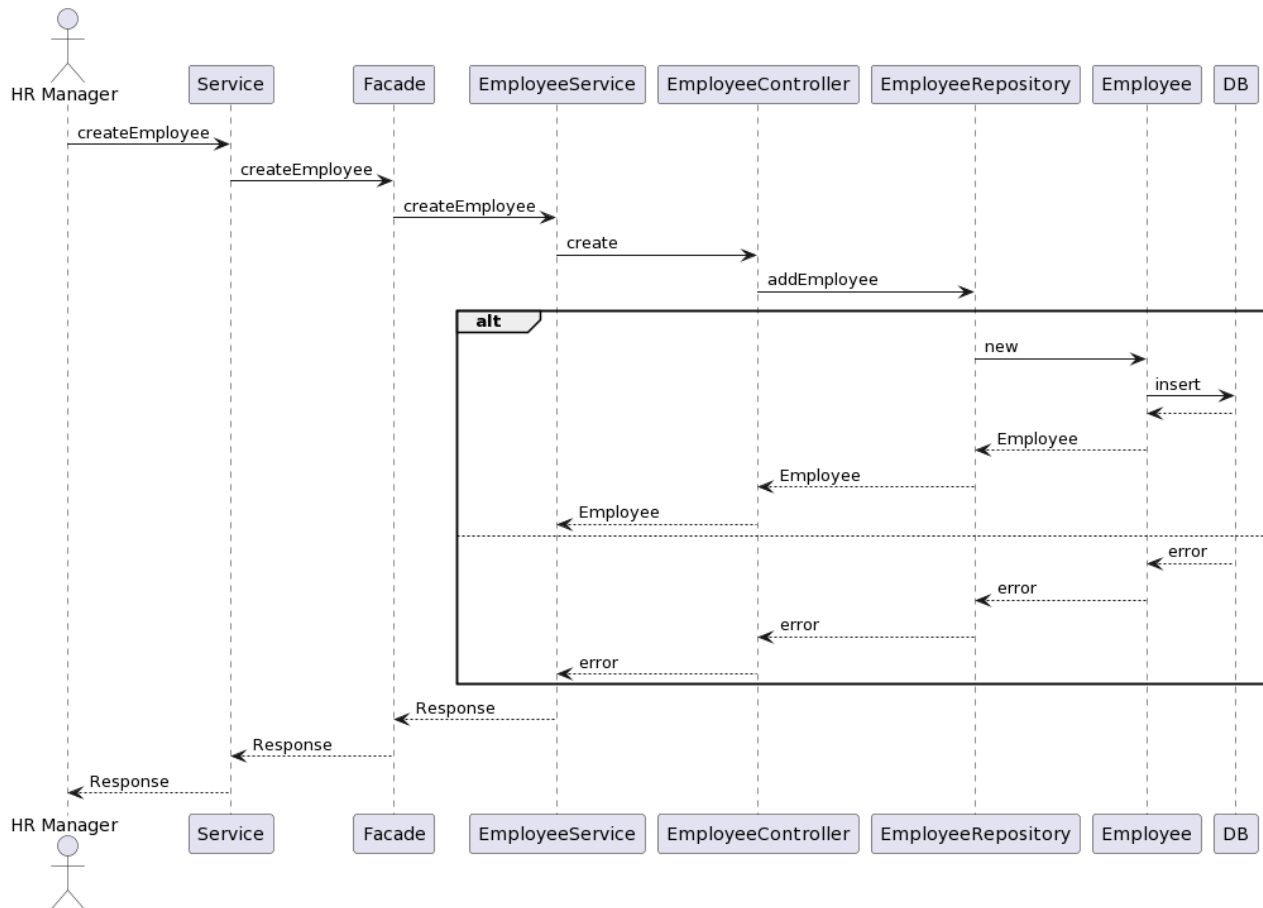 HR Manager
Service
Facade
EmployeeService
EmployeeController
EmployeeRepository
Employee
DB
createEmployee
createEmployee
createEmployee
create
addEmployee
alt
new
insert
Employee
Employee
Employee
error
error
error
error
Response
Response
Response
HR Manager
Service
Facade
EmployeeService
EmployeeController
EmployeeRepository
Employee
DB